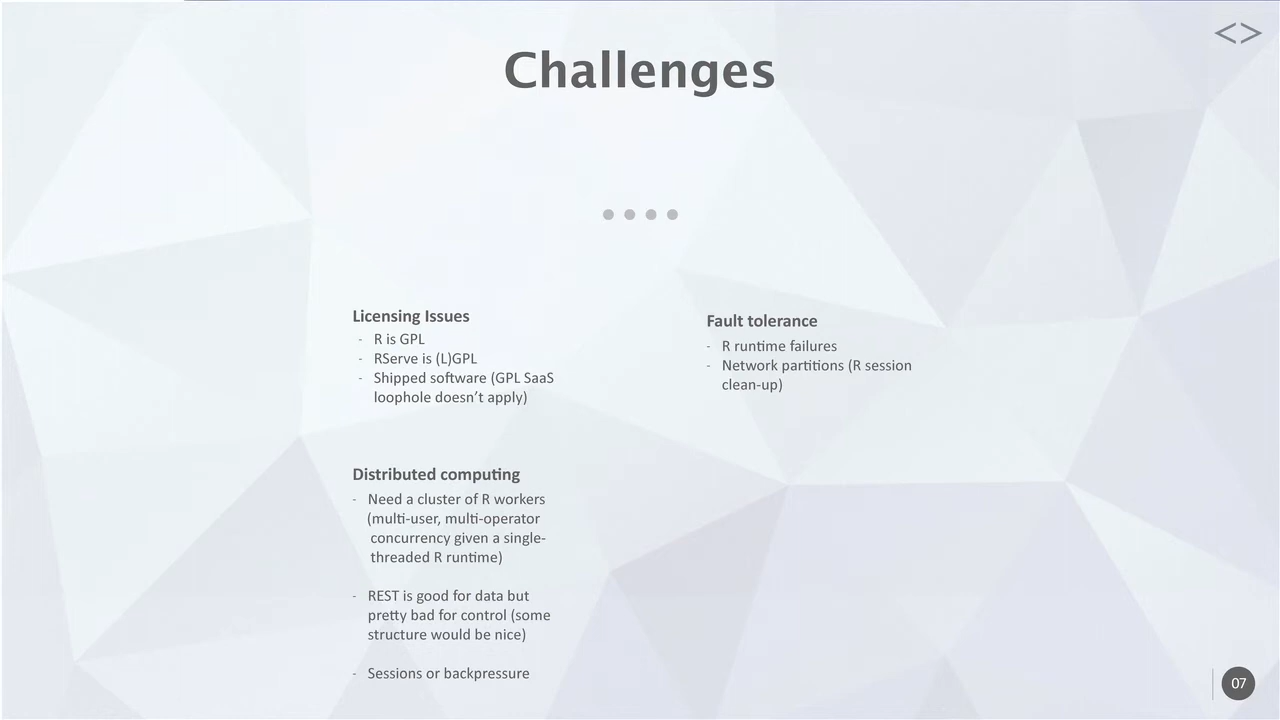 <>
Challenges
Licensing Issues
- R is GPL
- RServe is (L)GPL
- Shipped software (GPL SaaS
loophole doesn't apply)
Distributed computing
- Need a cluster of R workers
(multi-user, multi-operator
concurrency given a single-
threaded R runtime)
- REST is good for data but
pretty bad for control (some
structure would be nice)
- Sessions or backpressure
Fault tolerance
- R runtime failures
- Network partitions (R session
clean-up)
07